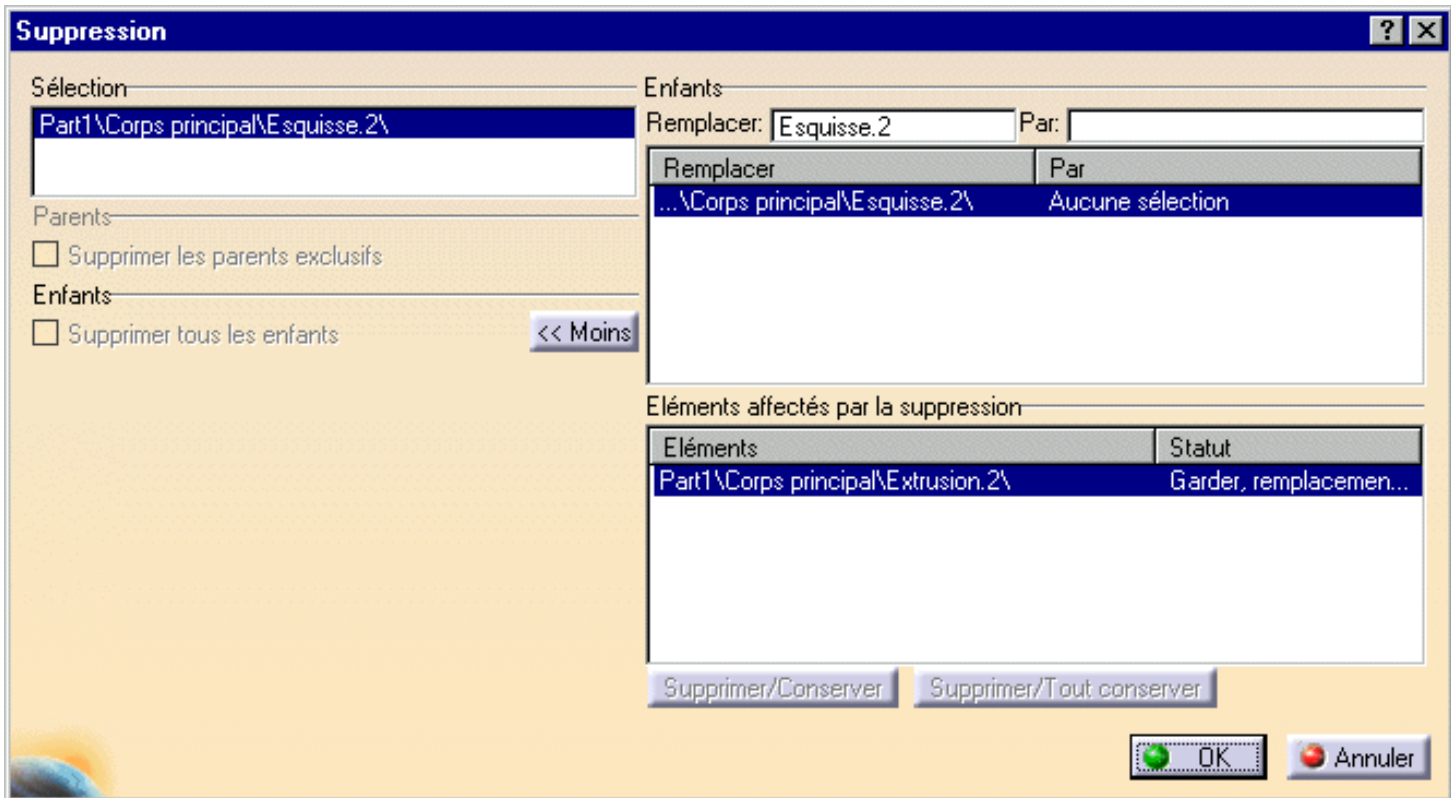 Suppression
Sélection
Part1\Corps principal\Esquisse.2\
Parents
Supprimer les parents exclusifs
Enfants
Supprimer tous les enfants
<< Moins
Enfants
Remplacer: Esquisse.2 Par:
Remplacer Par
...\Corps principal\Esquisse.2\ Aucune sélection
Eléments affectés par la suppression
Eléments Statut
Part1\Corps principal\Extrusion.2\ Garder, remplacemen...
Supprimer/Conserver Supprimer/Tout conserver
OK Annuler